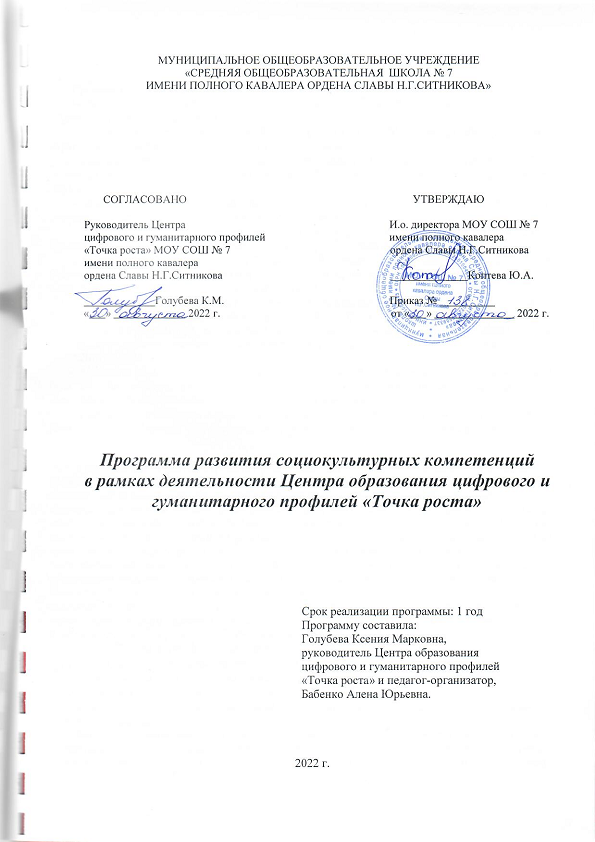 МУНИЦИПАЛЬНОЕ ОБЩЕОБРАЗОВАТЕЛЬНОЕ УЧРЕЖДЕНИЕ
«СРЕДНЯЯ ОБЩЕОБРАЗОВАТЕЛЬНАЯ ШКОЛА № 7
ИМЕНИ ПОЛНОГО КАВАЛЕРА ОРДЕНА СЛАВЫ Н.Г.СИТНИКОВА»
СОГЛАСОВАНО
Руководитель Центра
цифрового и гуманитарного профилей
«Точка роста» МОУ СОШ № 7
имени полного кавалера
ордена Славы Н.Г.Ситникова
Голубева К.М.
«30» августа 2022 г.
УТВЕРЖДАЮ
И.о. директора МОУ СОШ № 7
имени полного кавалера
ордена Славы Н.Г.Ситникова
Коптева Ю.А.
Приказ № 138
от «30» августа 2022 г.
Программа развития социокультурных компетенций
в рамках деятельности Центра образования цифрового и
гуманитарного профилей «Точка роста»
Срок реализации программы: 1 год
Программу составила:
Голубева Ксения Марковна,
руководитель Центра образования
цифрового и гуманитарного профилей
«Точка роста» и педагог-организатор,
Бабенко Алена Юрьевна.
2022 г.